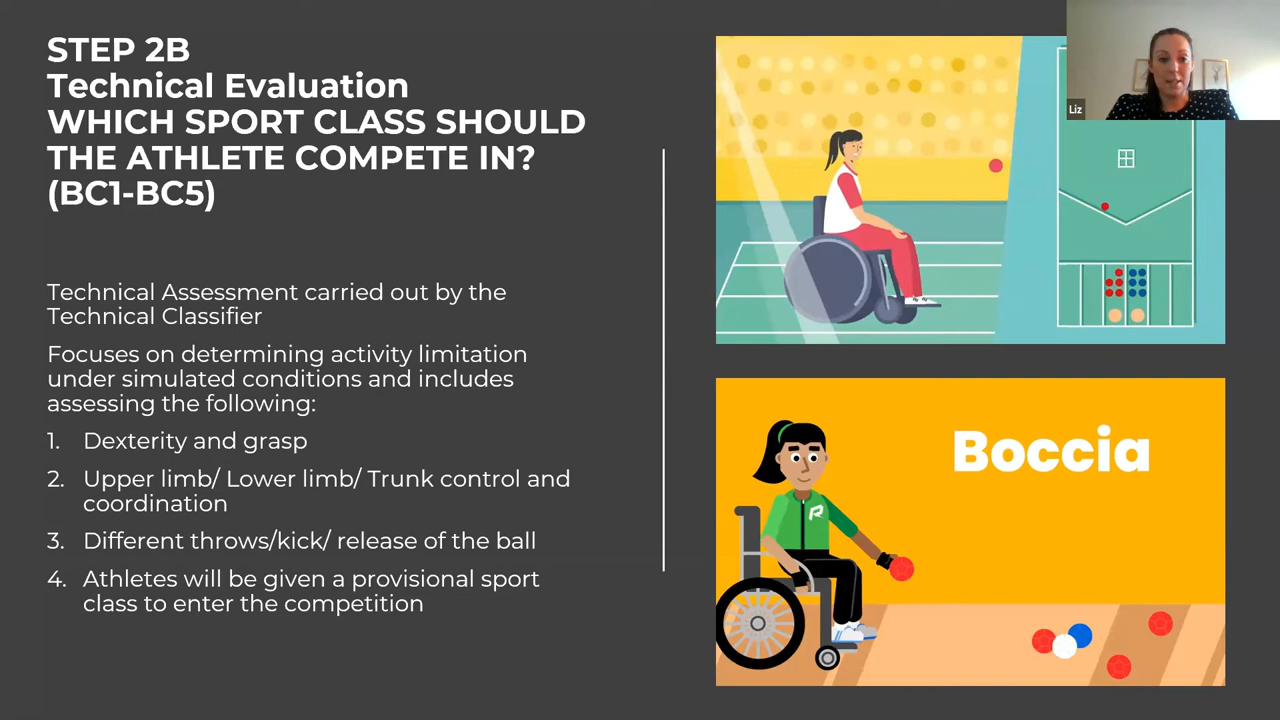 STEP 2B
Technical Evaluation
WHICH SPORT CLASS SHOULD
THE ATHLETE COMPETE IN?
(BC1-BC5)
Technical Assessment carried out by the
Technical Classifier
Focuses on determining activity limitation
under simulated conditions and includes
assessing the following:
1. Dexterity and grasp
2. Upper limb/ Lower limb/ Trunk control and
coordination
3. Different throws/kick/ release of the ball
4. Athletes will be given a provisional sport
class to enter the competition
Liz
Boccia